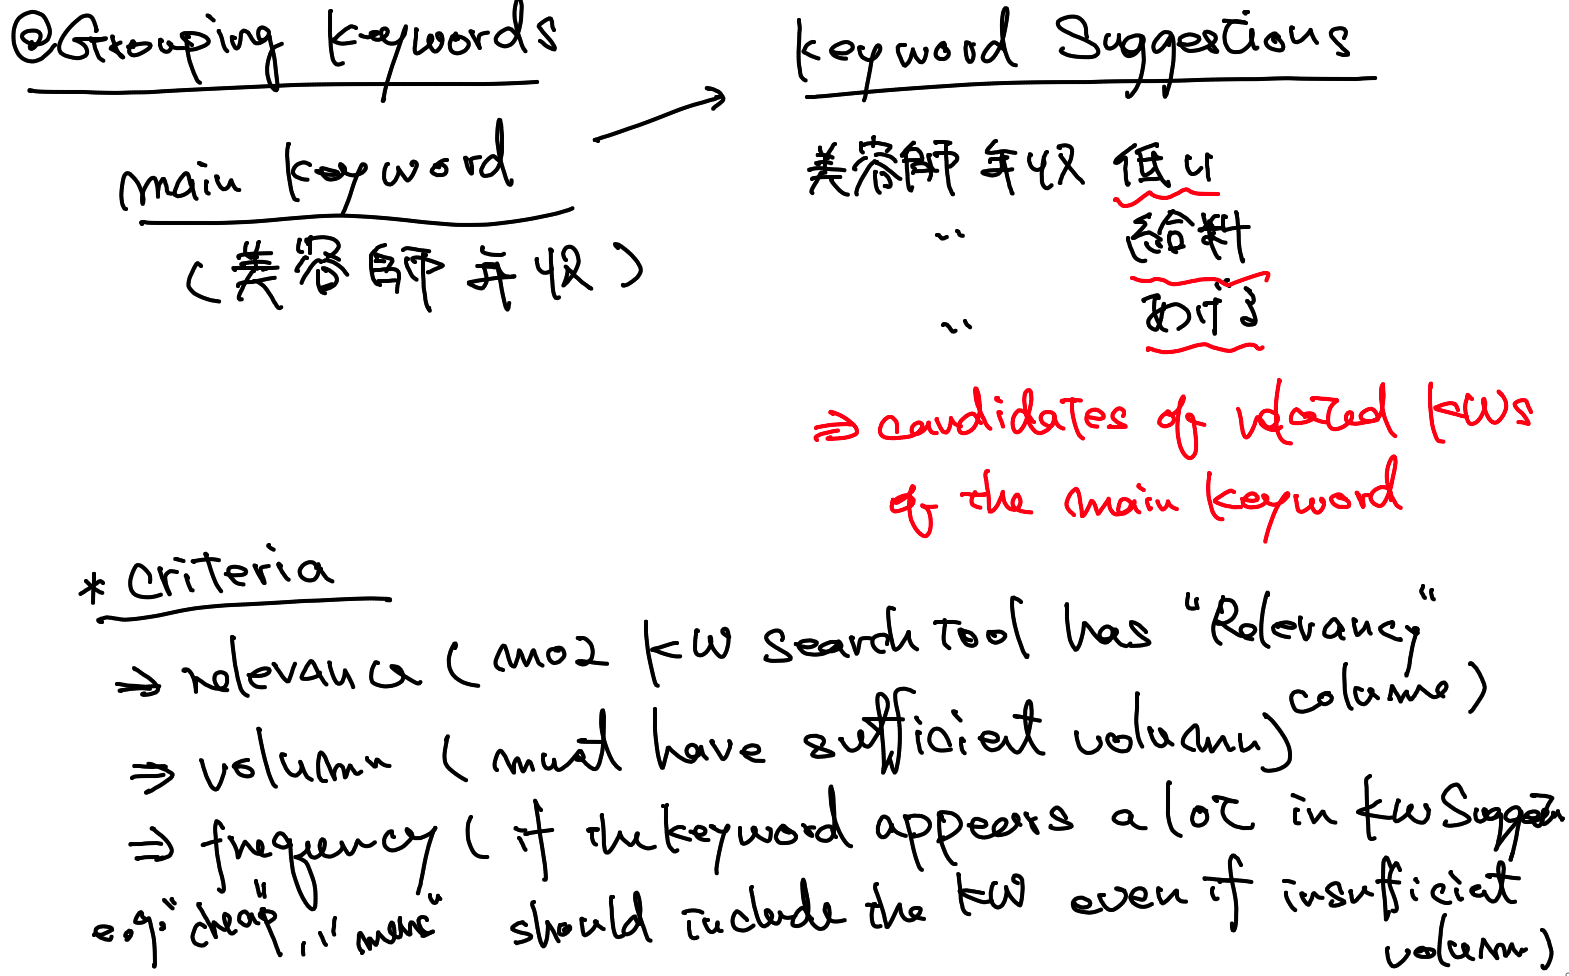 @Grouping keywords
main keyword
(美容師 年収)
keyword Suggestions
美容師 年収 低い
〃 給料
〃 あげる
⇒ candidates of related KWs
of the main keyword
* Criteria
⇒ relevance (moz KW search tool has "Relevancy"
colume)
⇒ volumn (must have sufficient volumn)
⇒ frequency (if the keyword appears a lot in KW Sugges
e.g. "cheap", "mens" should include the KW even if insufficient
volumn)